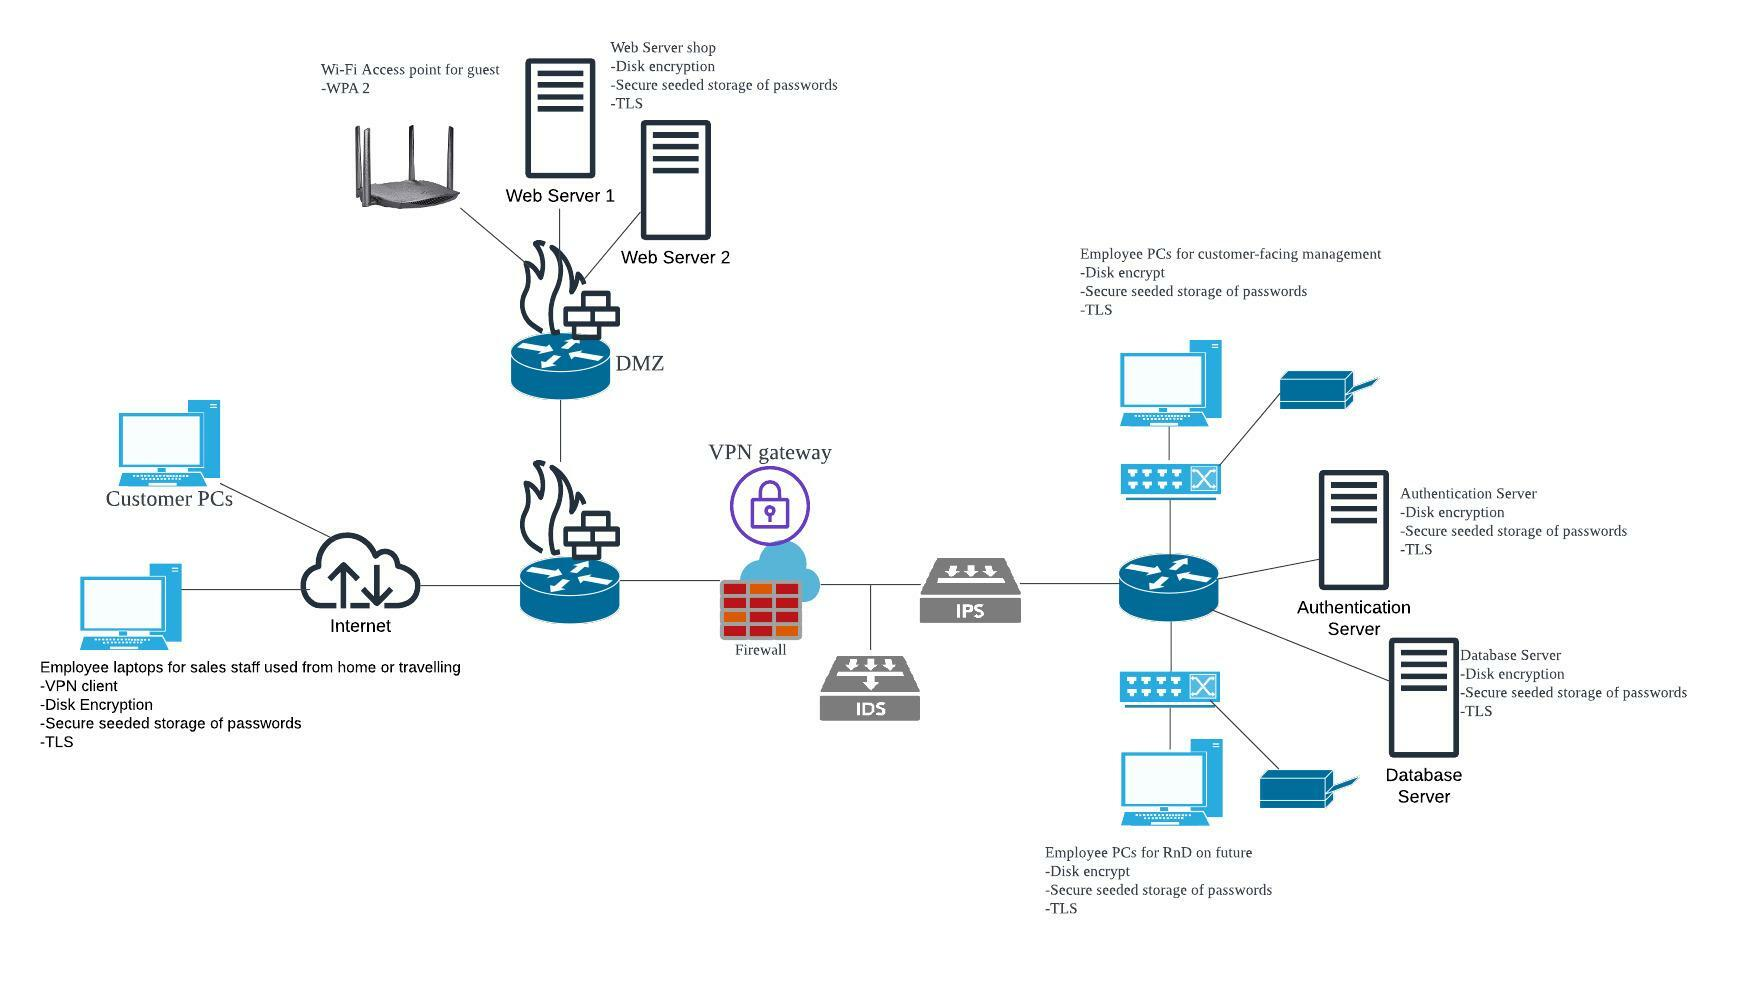 Wi-Fi Access point for guest
-WPA 2
Web Server shop
-Disk encryption
-Secure seeded storage of passwords
-TLS
Web Server 1
Web Server 2
DMZ
Customer PCs
Internet
Employee laptops for sales staff used from home or travelling
-VPN client
-Disk Encryption
-Secure seeded storage of passwords
-TLS
VPN gateway
Firewall
IDS
IPS
Employee PCs for customer-facing management
-Disk encrypt
-Secure seeded storage of passwords
-TLS
Authentication Server
-Disk encryption
-Secure seeded storage of passwords
-TLS
Authentication
Server
Database Server
-Disk encryption
-Secure seeded storage of passwords
-TLS
Database
Server
Employee PCs for RnD on future
-Disk encrypt
-Secure seeded storage of passwords
-TLS